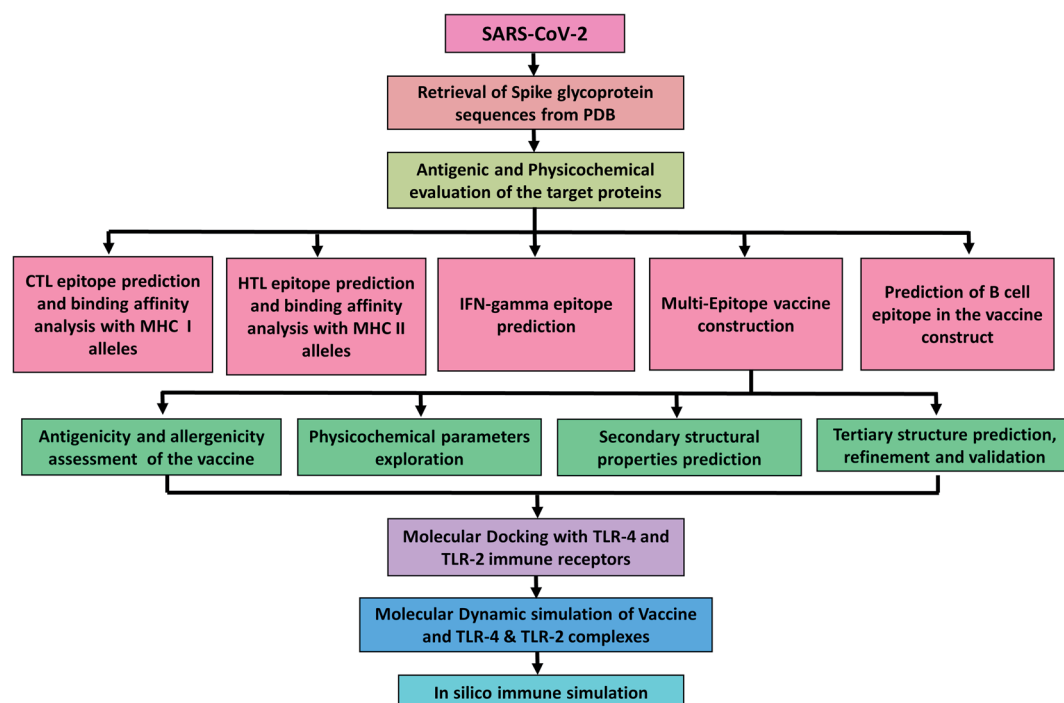 SARS-CoV-2
Retrieval of Spike glycoprotein
sequences from PDB
Antigenic and Physicochemical
evaluation of the target proteins
CTL epitope prediction
and binding affinity
analysis with MHC I
alleles
HTL epitope prediction
and binding affinity
analysis with MHC II
alleles
IFN-gamma epitope
prediction
Multi-Epitope vaccine
construction
Prediction of B cell
epitope in the vaccine
construct
Antigenicity and allergenicity
assessment of the vaccine
Physicochemical parameters
exploration
Secondary structural
properties prediction
Tertiary structure prediction,
refinement and validation
Molecular Docking with TLR-4 and
TLR-2 immune receptors
Molecular Dynamic simulation of Vaccine
and TLR-4 & TLR-2 complexes
In silico immune simulation